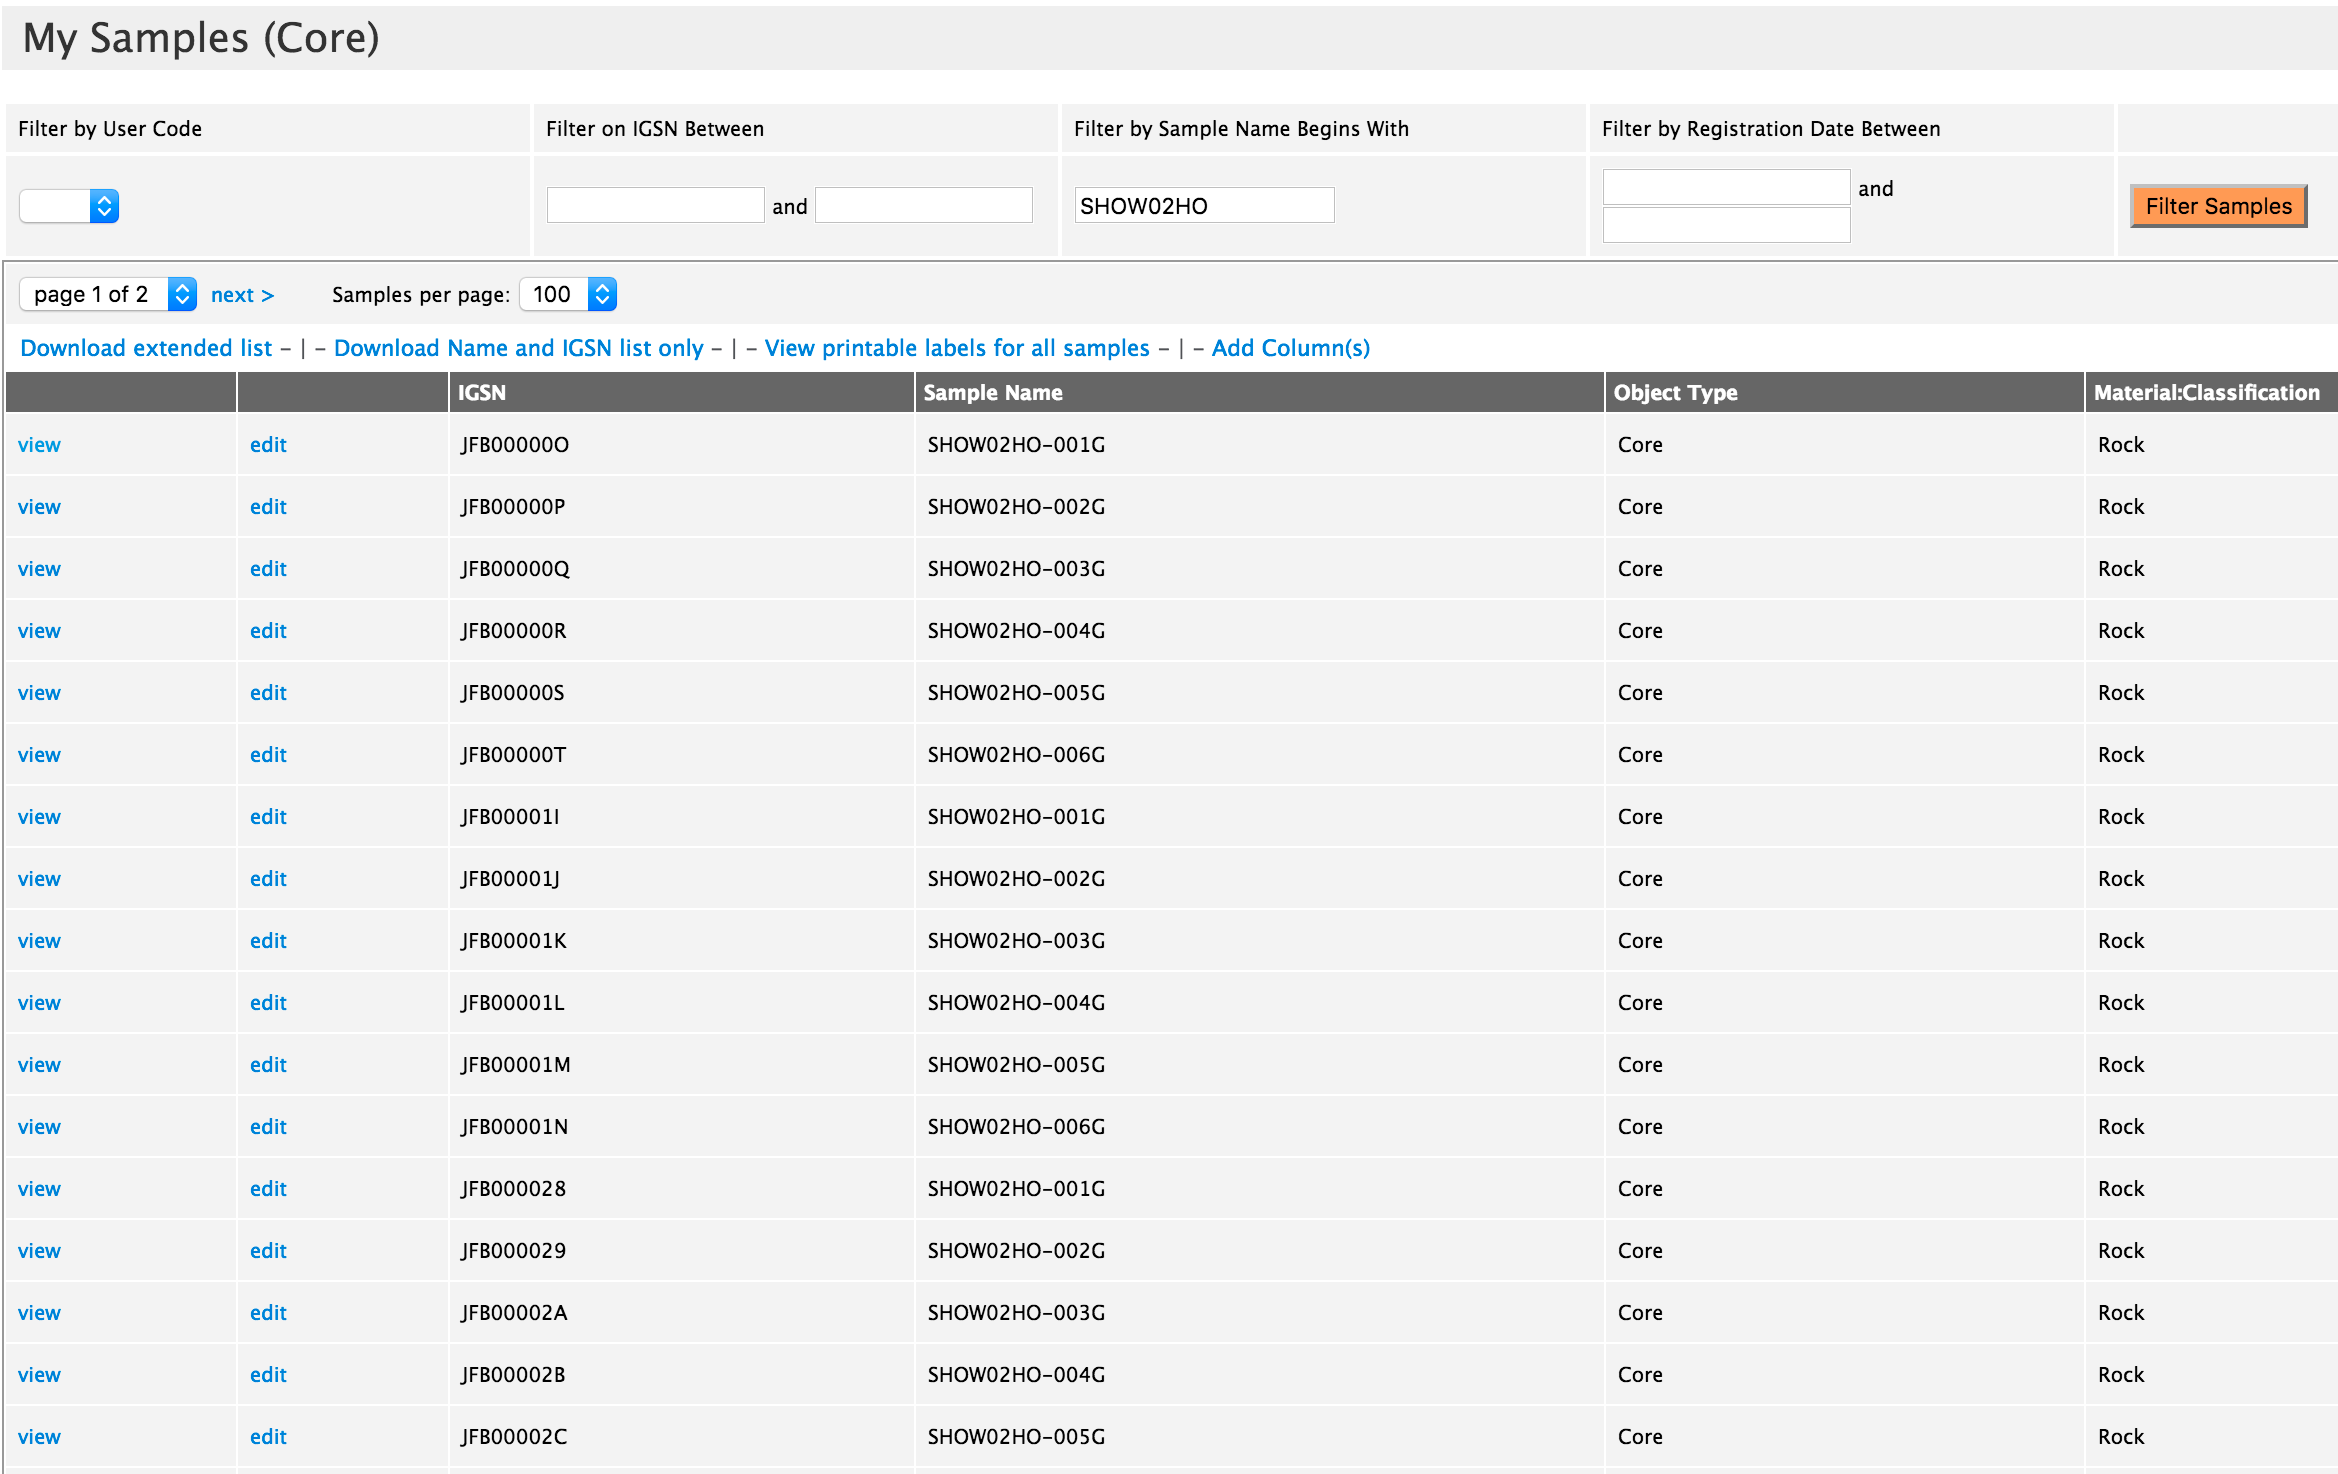 My Samples (Core)
Filter by User Code Filter on IGSN Between Filter by Sample Name Begins With Filter by Registration Date Between
and SHOW02HO and Filter Samples
page 1 of 2 next > Samples per page: 100
Download extended list – | – Download Name and IGSN list only – | – View printable labels for all samples – | – Add Column(s)
IGSN Sample Name Object Type Material:Classification
view edit JFB00000O SHOW02HO-001G Core Rock
view edit JFB00000P SHOW02HO-002G Core Rock
view edit JFB00000Q SHOW02HO-003G Core Rock
view edit JFB00000R SHOW02HO-004G Core Rock
view edit JFB00000S SHOW02HO-005G Core Rock
view edit JFB00000T SHOW02HO-006G Core Rock
view edit JFB00001I SHOW02HO-001G Core Rock
view edit JFB00001J SHOW02HO-002G Core Rock
view edit JFB00001K SHOW02HO-003G Core Rock
view edit JFB00001L SHOW02HO-004G Core Rock
view edit JFB00001M SHOW02HO-005G Core Rock
view edit JFB00001N SHOW02HO-006G Core Rock
view edit JFB000028 SHOW02HO-001G Core Rock
view edit JFB000029 SHOW02HO-002G Core Rock
view edit JFB00002A SHOW02HO-003G Core Rock
view edit JFB00002B SHOW02HO-004G Core Rock
view edit JFB00002C SHOW02HO-005G Core Rock